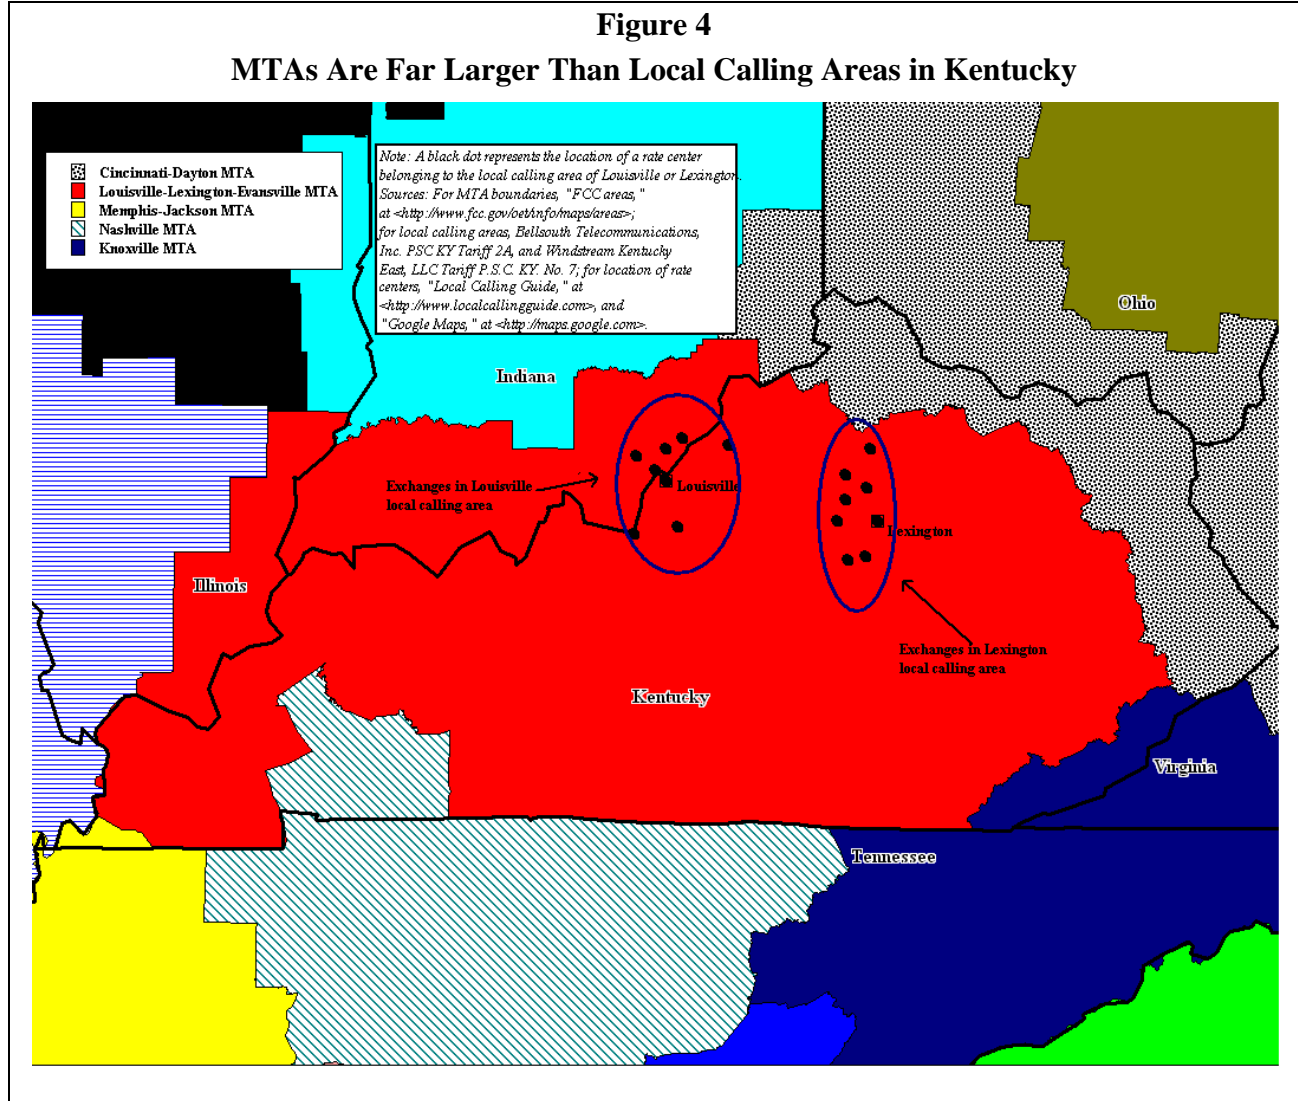 Figure 4
MTAs Are Far Larger Than Local Calling Areas in Kentucky
Cincinnati-Dayton MTA
Louisville-Lexington-Evansville MTA
Memphis-Jackson MTA
Nashville MTA
Knoxville MTA
Note: A black dot represents the location of a rate center
belonging to the local calling area of Louisville or Lexington.
Sources: For MTA boundaries, "FCC areas,"
at <http://www.fcc.gov/oet/info/maps/areas>;
for local calling areas, Bellsouth Telecommunications,
Inc. PSC KY Tariff 2A, and Windstream Kentucky
East, LLC Tariff P.S.C. KY. No. 7; for location of rate
centers, "Local Calling Guide," at
<http://www.localcallingguide.com>, and
"Google Maps," at <http://maps.google.com>.
Ohio
Indiana
Exchanges in Louisville
local calling area
Louisville
Lexington
Illinois
Exchanges in Lexington
local calling area
Kentucky
Virginia
Tennessee